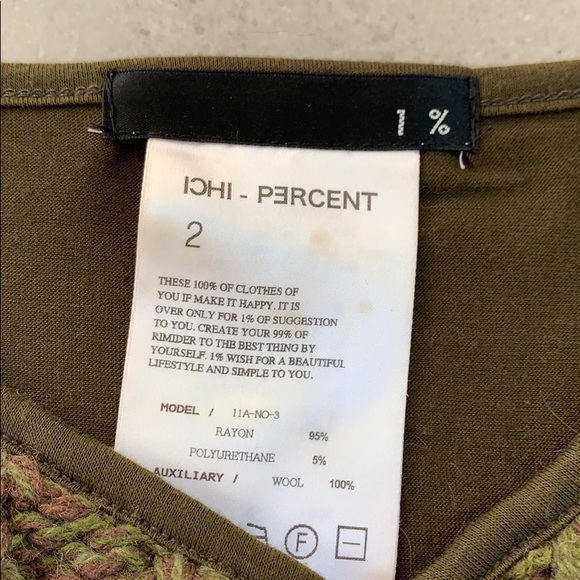 1 %
IƆHI - PƎRCENT
2
THESE 100% OF CLOTHES OF
YOU IF MAKE IT HAPPY. IT IS
OVER ONLY FOR 1% OF SUGGESTION
TO YOU. CREATE YOUR 99% OF
RIMIDER TO THE BEST THING BY
YOURSELF. 1% WISH FOR A BEAUTIFUL
LIFESTYLE AND SIMPLE TO YOU.
MODEL / 11A-NO-3
RAYON 95%
POLYURETHANE 5%
AUXILIARY / WOOL 100%
F